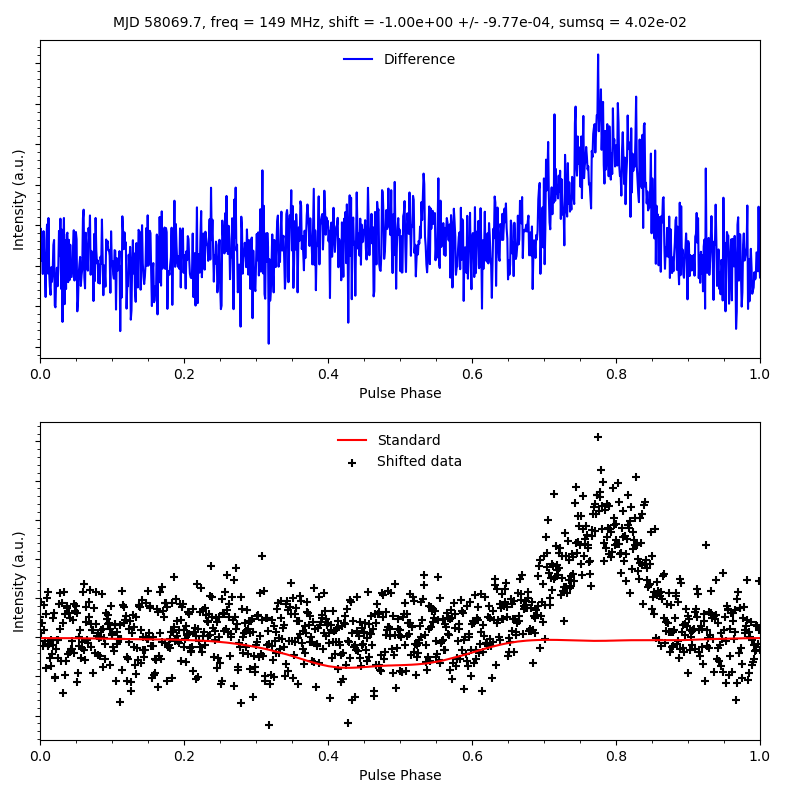 MJD 58069.7, freq = 149 MHz, shift = -1.00e+00 +/- -9.77e-04, sumsq = 4.02e-02
Difference
Intensity (a.u.)
0.0 0.2 0.4 0.6 0.8 1.0
Pulse Phase
Standard
Shifted data
Intensity (a.u.)
0.0 0.2 0.4 0.6 0.8 1.0
Pulse Phase